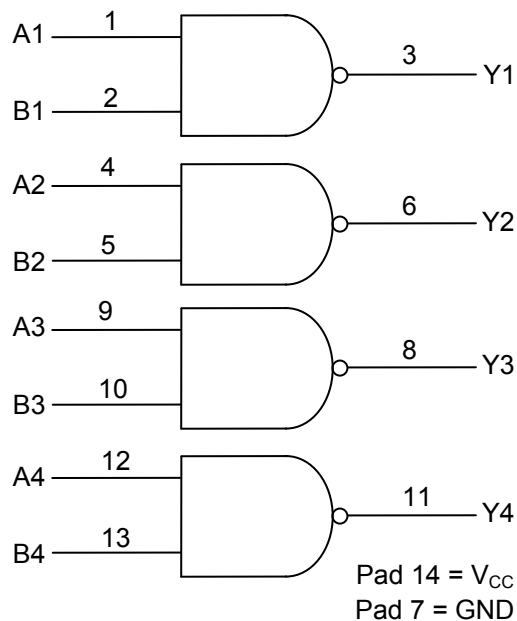 A1 1
3 Y1
B1 2
A2 4
6 Y2
B2 5
A3 9
8 Y3
B3 10
A4 12
11 Y4
B4 13
Pad 14 = VCC
Pad 7 = GND